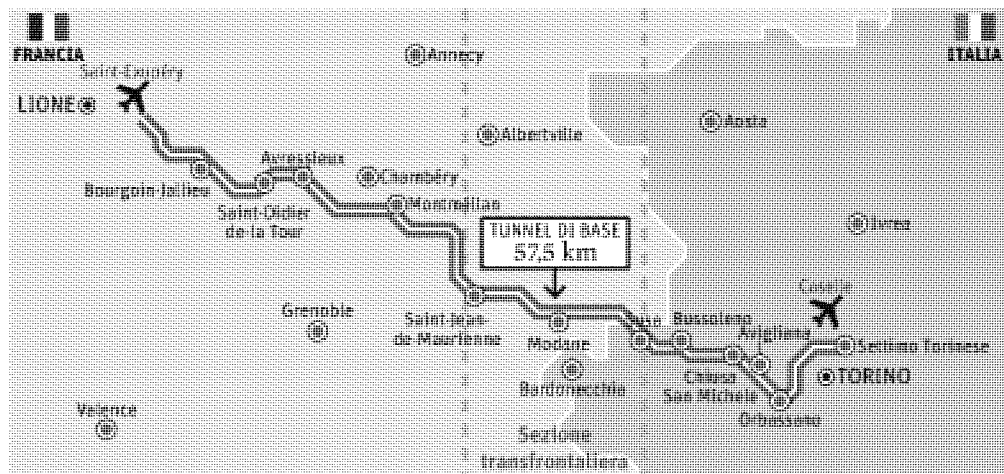 FRANCIA
ITALIA
Annecy
Saint-Exupéry
LIONE
Albertville
Aosta
Avressieux
Chambéry
Bourgoin-Jallieu
Montmélian
Saint-Didier
de la Tour
TUNNEL DI BASE
57,5 km
Ivrea
Caselle
Grenoble
Saint-Jean
de Maurienne
Modane
Bussoleno
Avigliana
Settimo Torinese
Chiusa
San Michele
TORINO
Bardonecchia
Orbassano
Valence
Sezione
transfrontaliera